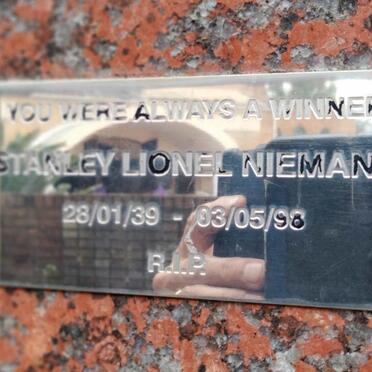 YOU WERE ALWAYS A WINNER
STANLEY LIONEL NIEMAN
28/01/39 - 03/05/98
R.I.P.